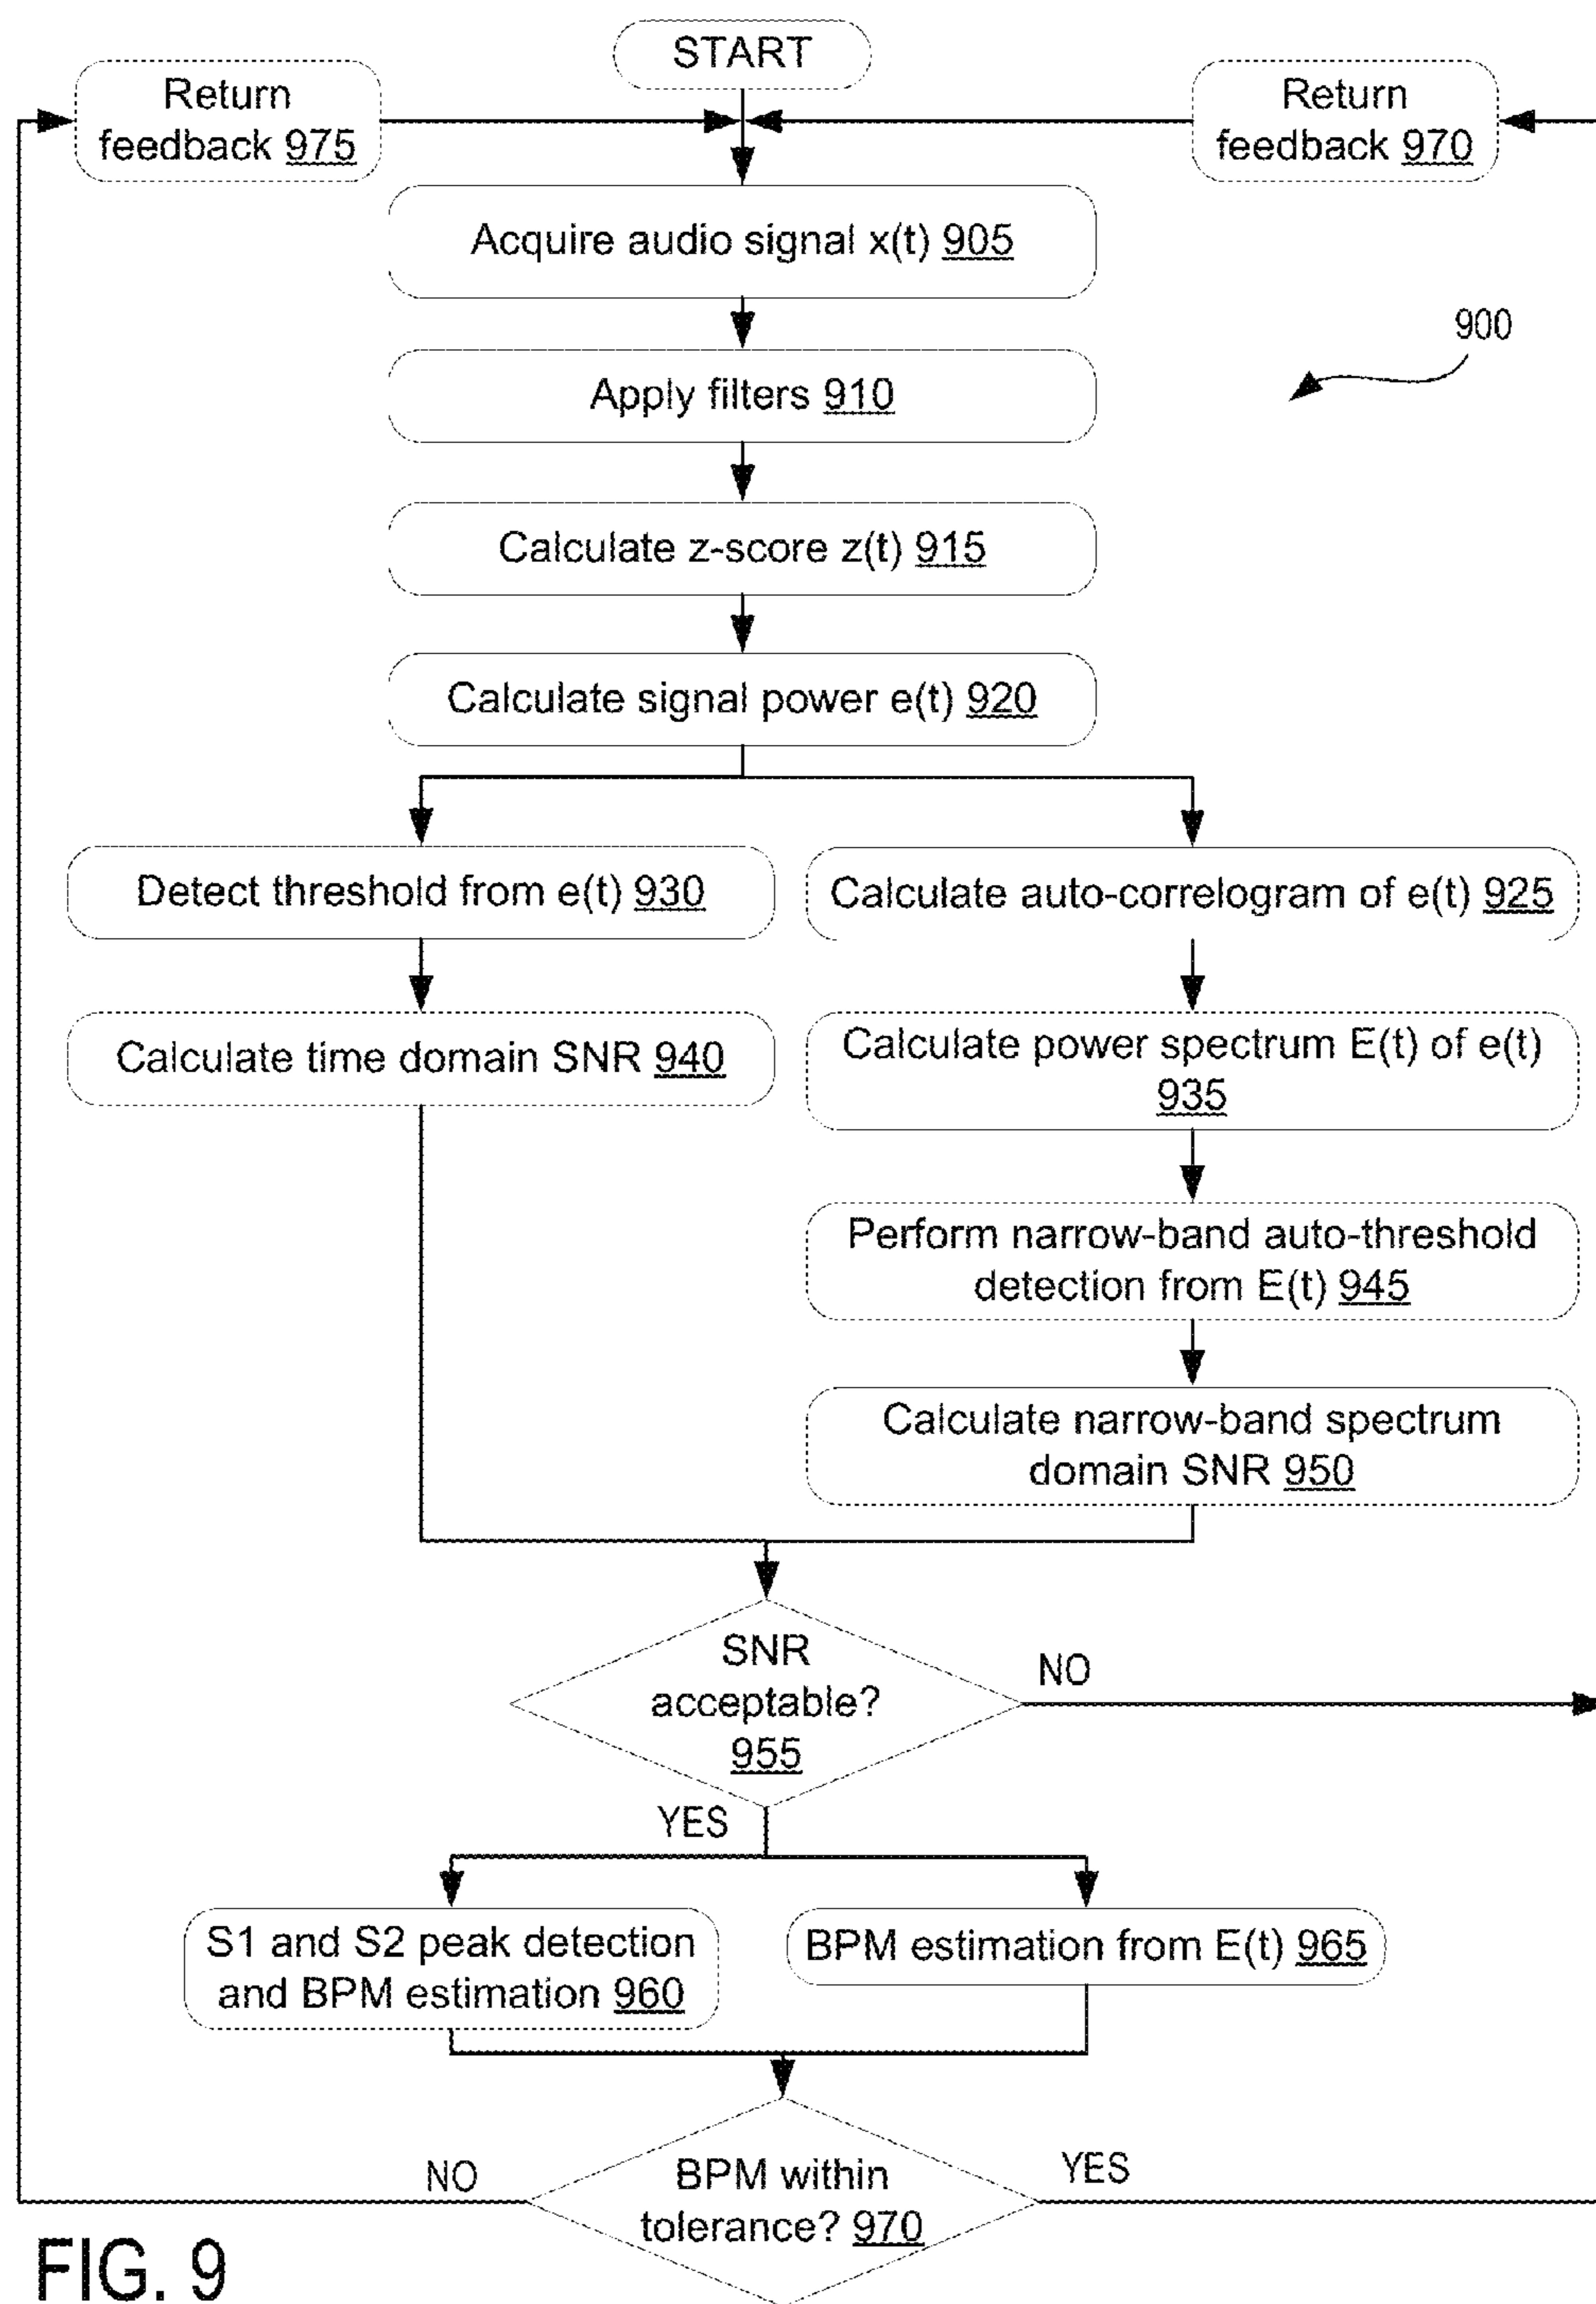 START
Return
feedback 975
Return
feedback 970
Acquire audio signal x(t) 905
900
Apply filters 910
Calculate z-score z(t) 915
Calculate signal power e(t) 920
Detect threshold from e(t) 930
Calculate auto-correlogram of e(t) 925
Calculate time domain SNR 940
Calculate power spectrum E(t) of e(t)
935
Perform narrow-band auto-threshold
detection from E(t) 945
Calculate narrow-band spectrum
domain SNR 950
SNR
acceptable?
955
NO
YES
S1 and S2 peak detection
and BPM estimation 960
BPM estimation from E(t) 965
NO
BPM within
tolerance? 970
YES
FIG. 9